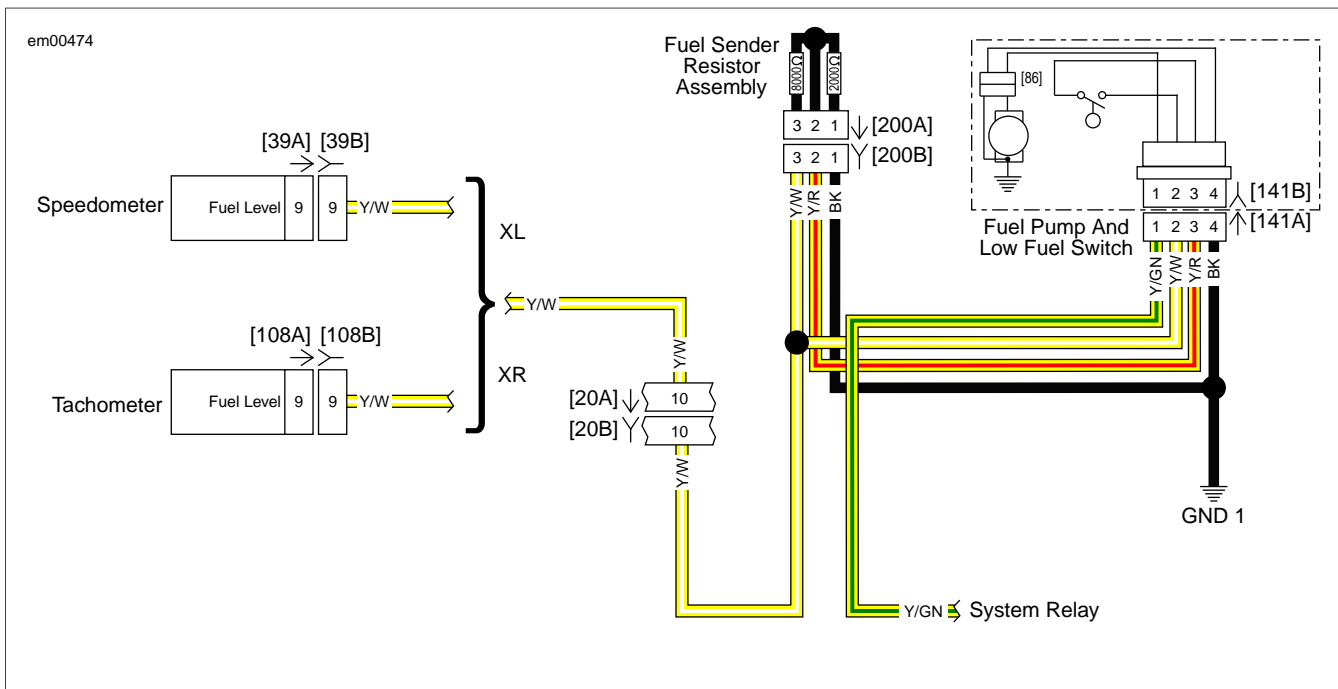 em00474
Fuel Sender
Resistor
Assembly
8000Ω
2000Ω
3 2 1
[200A]
3 2 1
[200B]
Y/W
Y/R
BK
[86]
1 2 3 4
[141B]
1 2 3 4
[141A]
Fuel Pump And
Low Fuel Switch
Y/GN
Y/W
Y/R
BK
[39A] [39B]
Speedometer
Fuel Level 9 9 Y/W
XL
Y/W
[108A] [108B]
XR
Tachometer
Fuel Level 9 9 Y/W
Y/W
[20A]
10
[20B]
10
Y/W
GND 1
Y/GN
System Relay